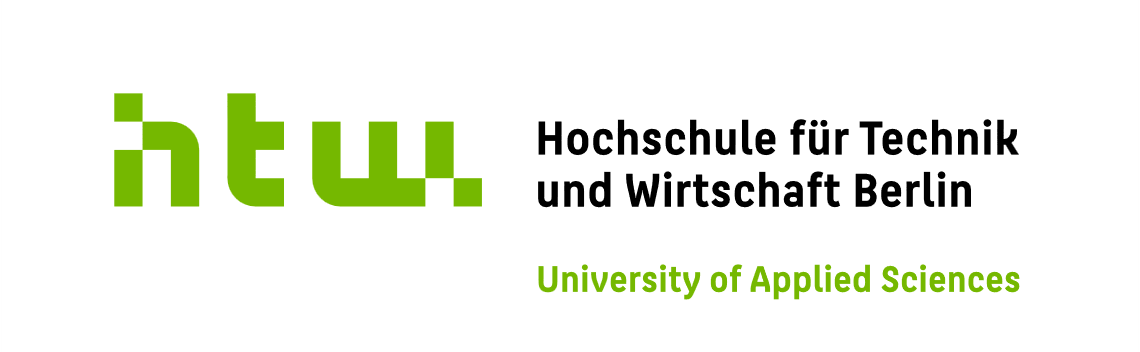 htw.
Hochschule für Technik
und Wirtschaft Berlin
University of Applied Sciences